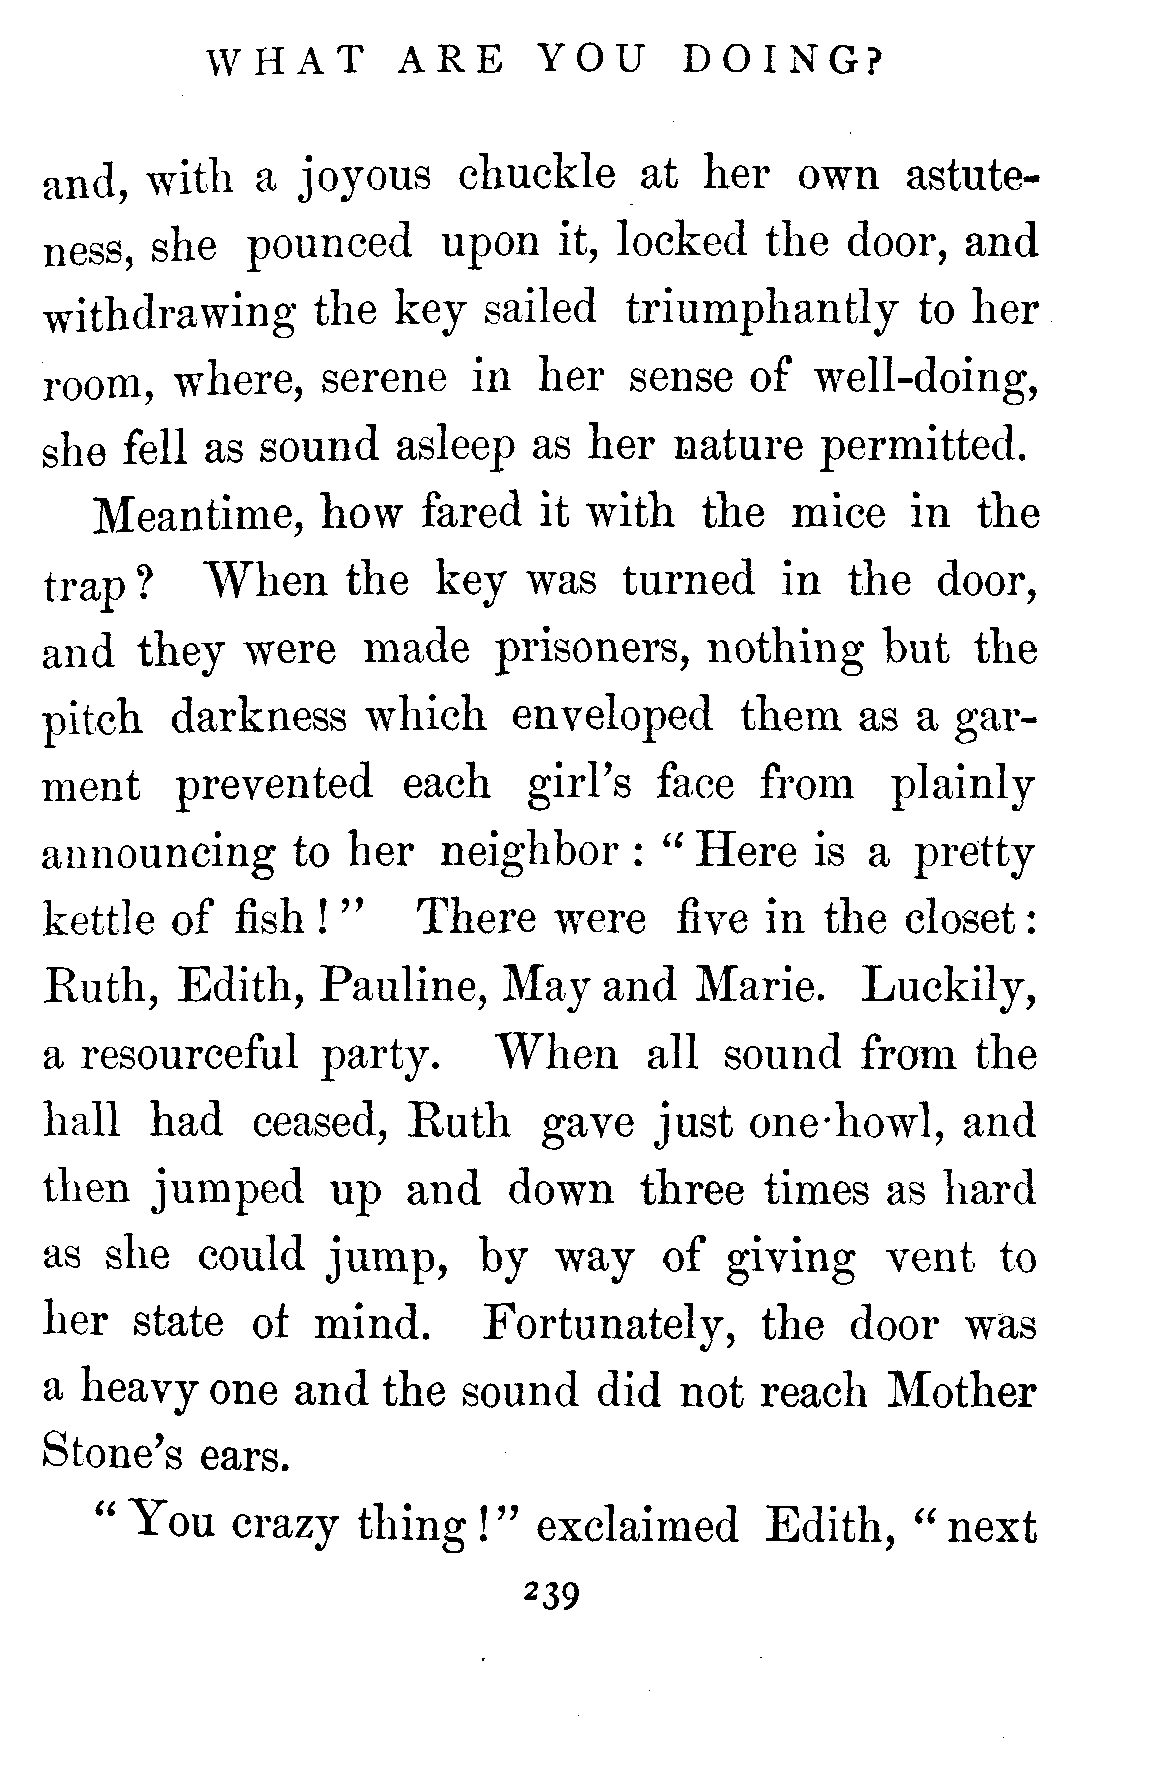 WHAT ARE YOU DOING?
and, with a joyous chuckle at her own astute-
ness, she pounced upon it, locked the door, and
withdrawing the key sailed triumphantly to her
room, where, serene in her sense of well-doing,
she fell as sound asleep as her nature permitted.
Meantime, how fared it with the mice in the
trap? When the key was turned in the door,
and they were made prisoners, nothing but the
pitch darkness which enveloped them as a gar-
ment prevented each girl's face from plainly
announcing to her neighbor: "Here is a pretty
kettle of fish!" There were five in the closet:
Ruth, Edith, Pauline, May and Marie. Luckily,
a resourceful party. When all sound from the
hall had ceased, Ruth gave just one howl, and
then jumped up and down three times as hard
as she could jump, by way of giving vent to
her state of mind. Fortunately, the door was
a heavy one and the sound did not reach Mother
Stone's ears.
"You crazy thing!" exclaimed Edith, "next
239